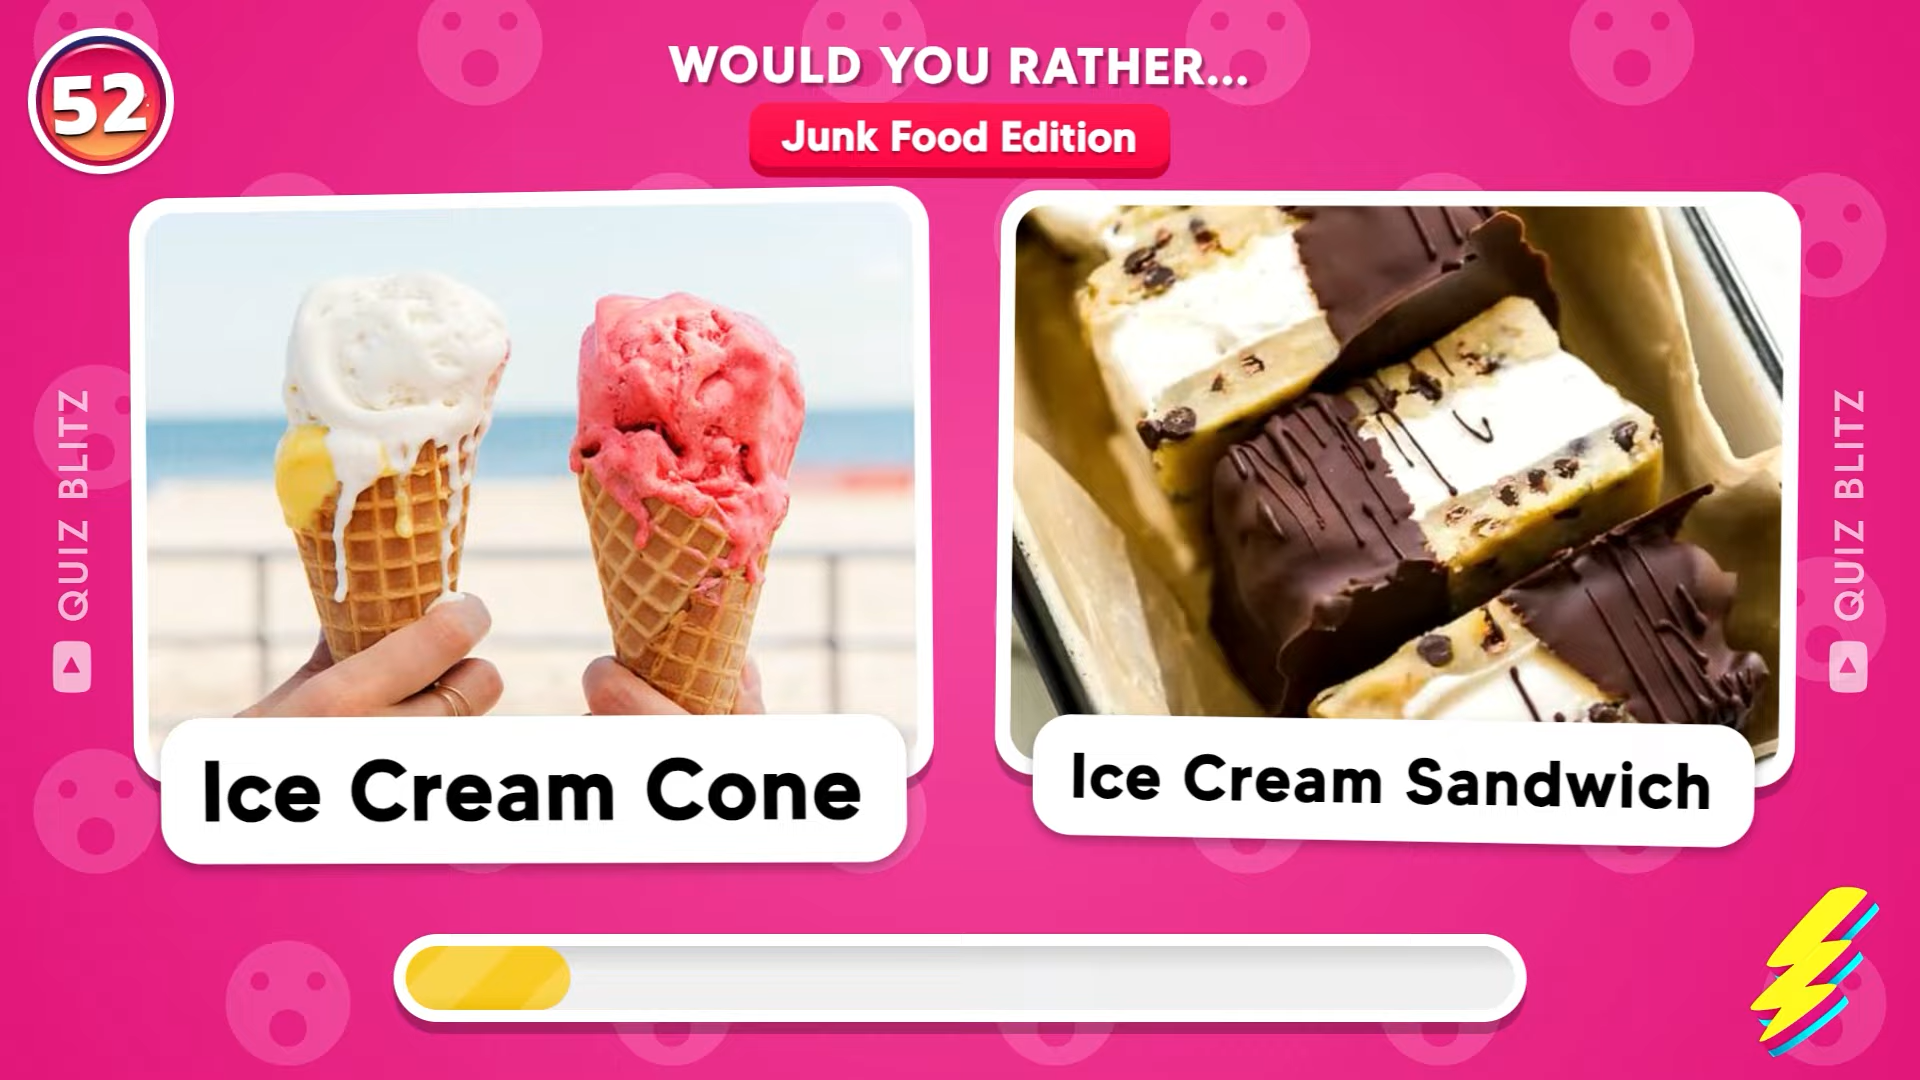 52
WOULD YOU RATHER...
Junk Food Edition
QUIZ BLITZ
QUIZ BLITZ
Ice Cream Cone
Ice Cream Sandwich